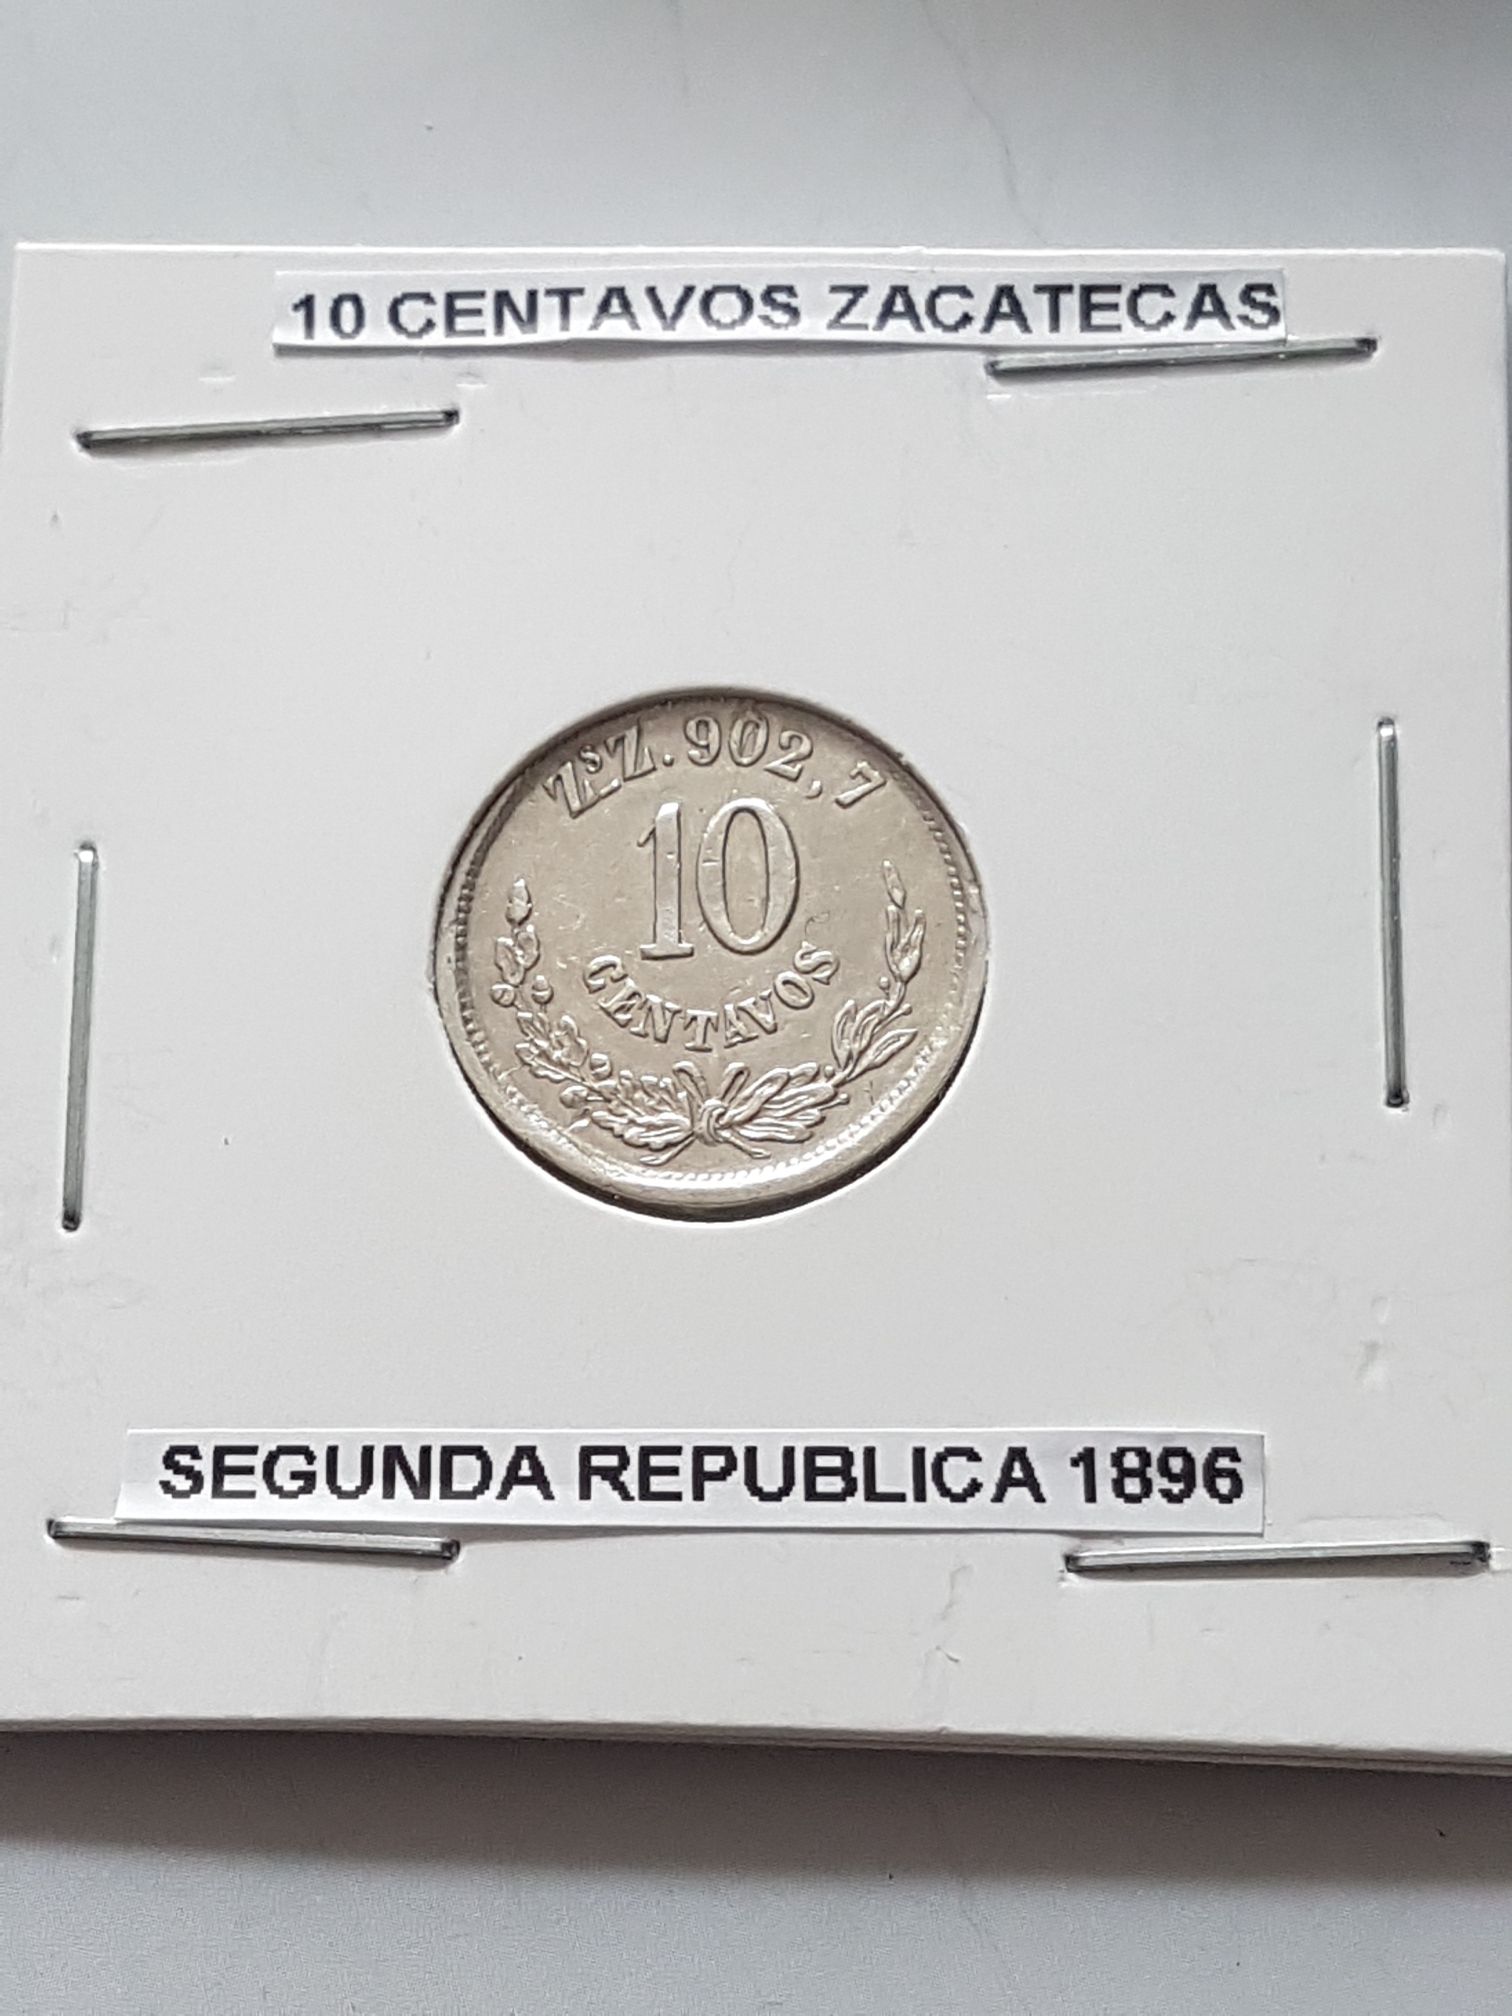 10 CENTAVOS ZACATECAS
ZsZ. 902,7
10
CENTAVOS
SEGUNDA REPUBLICA 1896